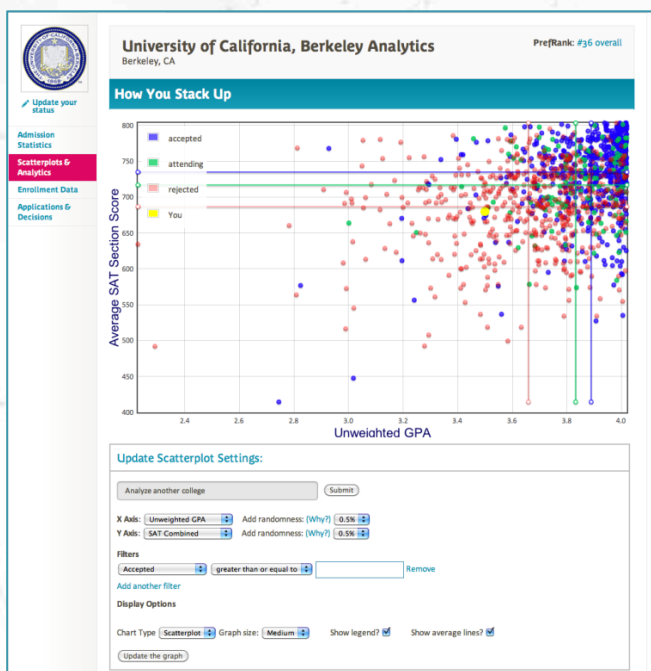 University of California, Berkeley Analytics
Berkeley, CA
PrefRank: #36 overall
Update your
status
Admission
Statistics
Scatterplots &
Analytics
Enrollment Data
Applications &
Decisions
How You Stack Up
accepted
attending
rejected
You
800
750
700
650
600
550
500
450
400
Average SAT Section Score
2.4 2.6 2.8 3.0 3.2 3.4 3.6 3.8 4.0
Unweighted GPA
Update Scatterplot Settings:
Analyze another college Submit
X Axis: Unweighted GPA Add randomness: (Why?) 0.5%
Y Axis: SAT Combined Add randomness: (Why?) 0.5%
Filters
Accepted greater than or equal to Remove
Add another filter
Display Options
Chart Type Scatterplot Graph size: Medium Show legend? Show average lines?
Update the graph